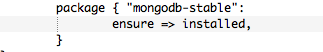 package { "mongodb-stable":
ensure => installed,
}